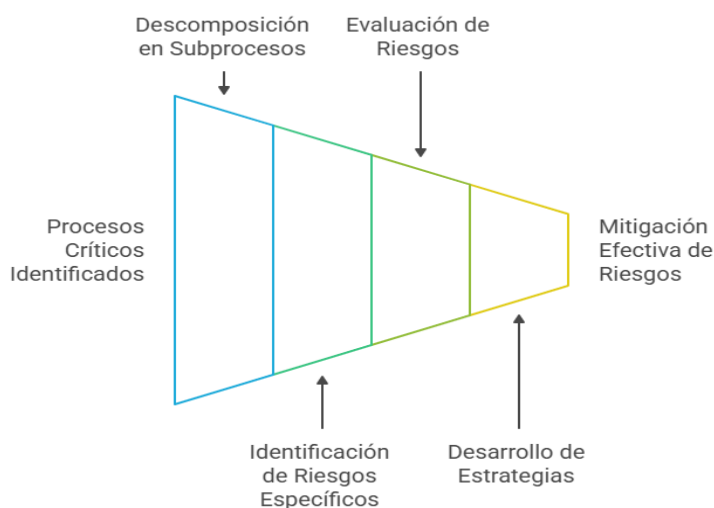 Descomposición
en Subprocesos
Evaluación de
Riesgos
Procesos
Críticos
Identificados
Mitigación
Efectiva de
Riesgos
Identificación
de Riesgos
Específicos
Desarrollo de
Estrategias